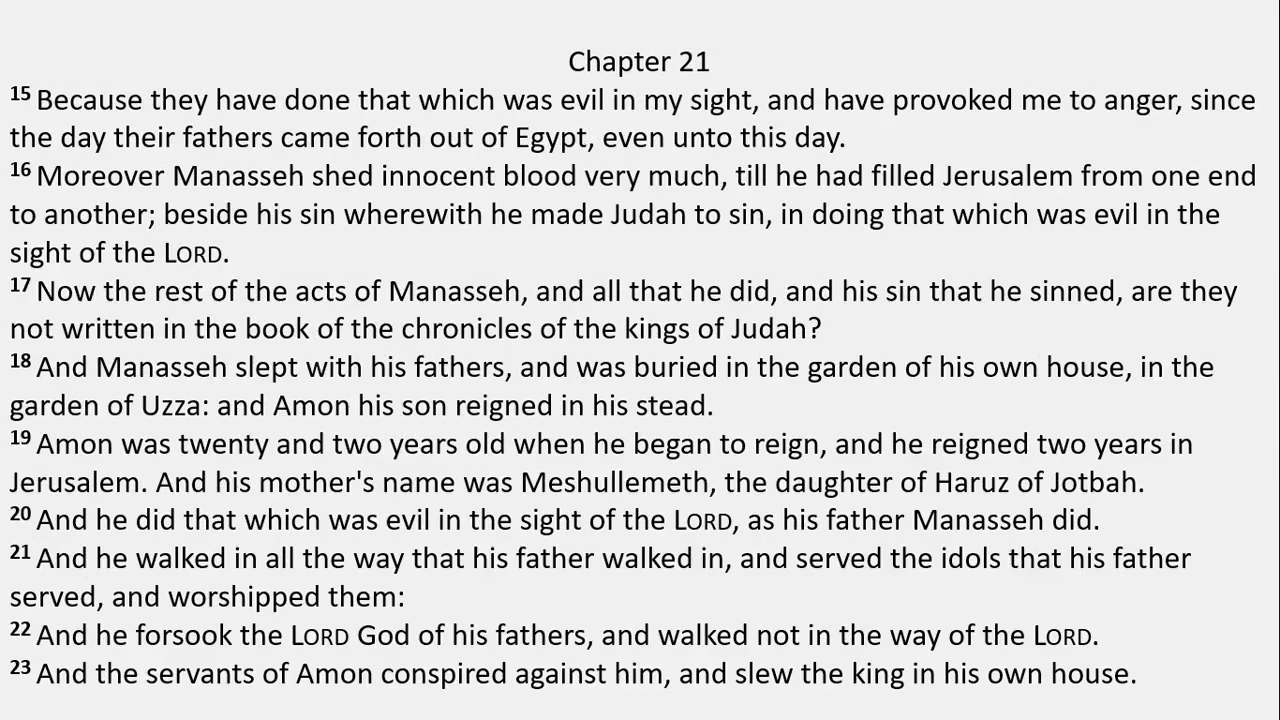 Chapter 21
15 Because they have done that which was evil in my sight, and have provoked me to anger, since
the day their fathers came forth out of Egypt, even unto this day.
16 Moreover Manasseh shed innocent blood very much, till he had filled Jerusalem from one end
to another; beside his sin wherewith he made Judah to sin, in doing that which was evil in the
sight of the LORD.
17 Now the rest of the acts of Manasseh, and all that he did, and his sin that he sinned, are they
not written in the book of the chronicles of the kings of Judah?
18 And Manasseh slept with his fathers, and was buried in the garden of his own house, in the
garden of Uzza: and Amon his son reigned in his stead.
19 Amon was twenty and two years old when he began to reign, and he reigned two years in
Jerusalem. And his mother's name was Meshullemeth, the daughter of Haruz of Jotbah.
20 And he did that which was evil in the sight of the LORD, as his father Manasseh did.
21 And he walked in all the way that his father walked in, and served the idols that his father
served, and worshipped them:
22 And he forsook the LORD God of his fathers, and walked not in the way of the LORD.
23 And the servants of Amon conspired against him, and slew the king in his own house.